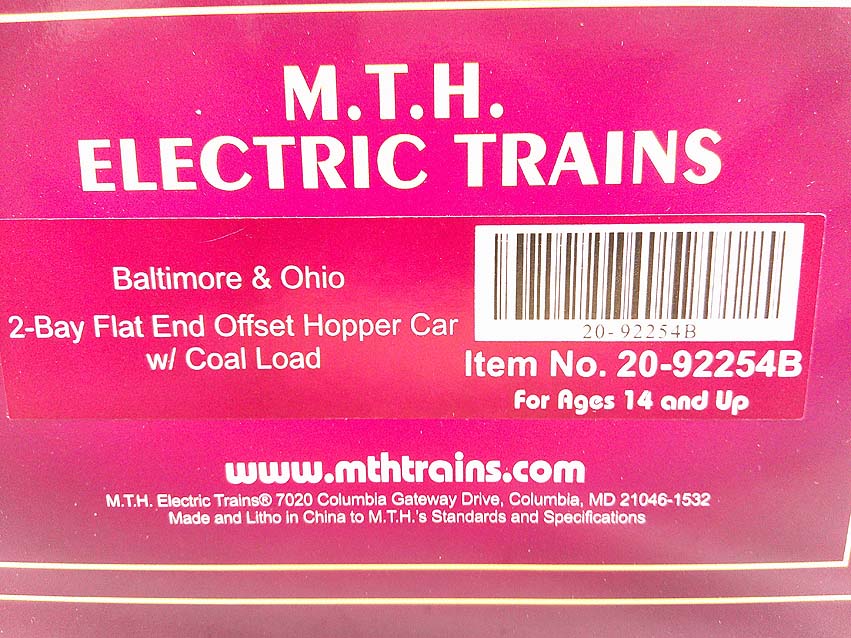 M.T.H.
ELECTRIC TRAINS
Baltimore & Ohio
2-Bay Flat End Offset Hopper Car
w/ Coal Load
20-92254B
Item No. 20-92254B
For Ages 14 and Up
www.mthtrains.com
M.T.H. Electric Trains® 7020 Columbia Gateway Drive, Columbia, MD 21046-1532
Made and Litho in China to M.T.H.'s Standards and Specifications